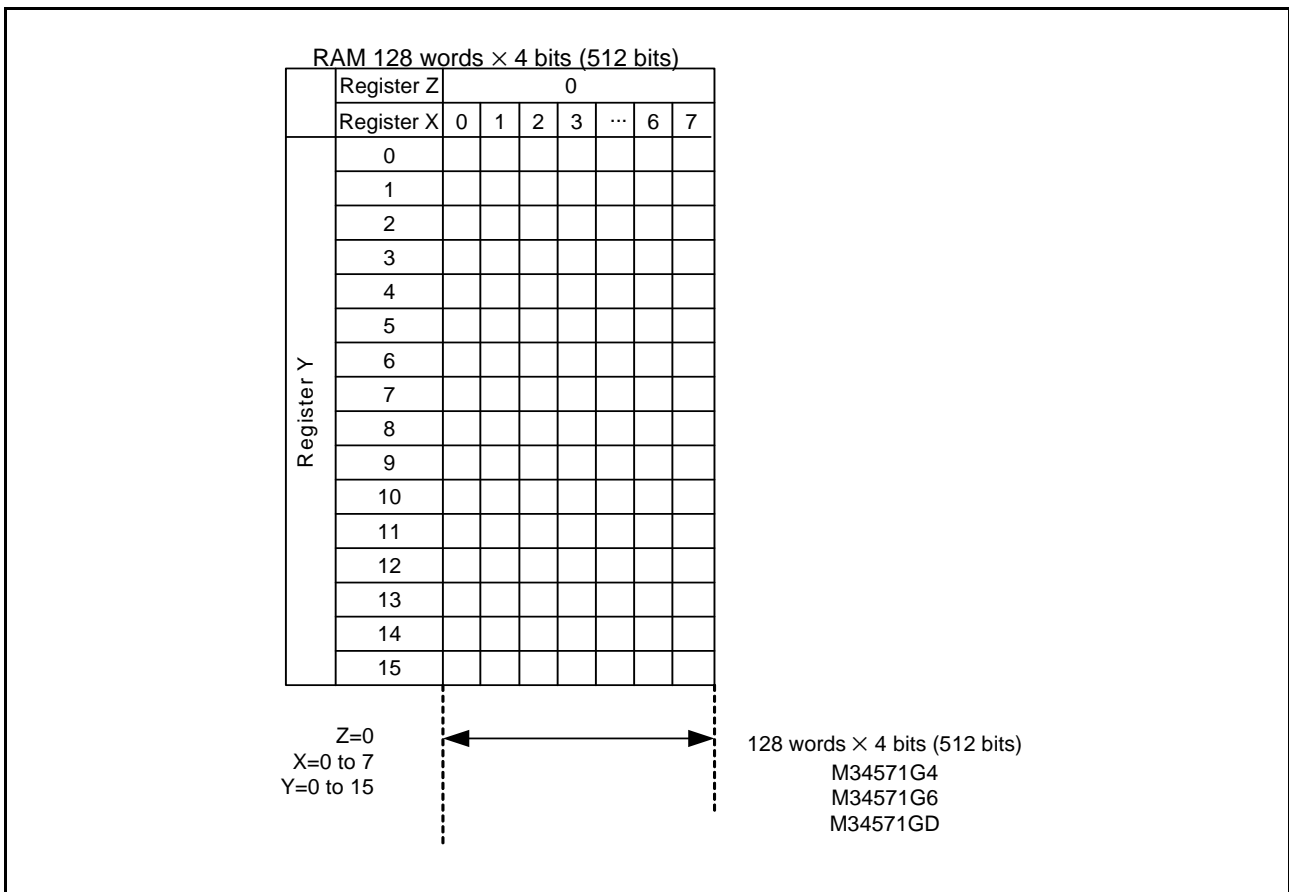 RAM 128 words × 4 bits (512 bits)
Register Z 0
Register X 0 1 2 3 ... 6 7
Register Y
0
1
2
3
4
5
6
7
8
9
10
11
12
13
14
15
Z=0
X=0 to 7
Y=0 to 15
128 words × 4 bits (512 bits)
M34571G4
M34571G6
M34571GD